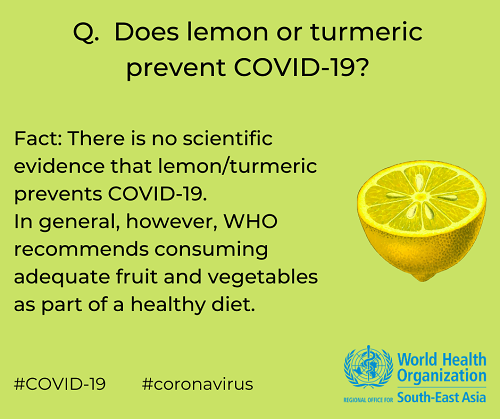 Q. Does lemon or turmeric
prevent COVID-19?
Fact: There is no scientific
evidence that lemon/turmeric
prevents COVID-19.
In general, however, WHO
recommends consuming
adequate fruit and vegetables
as part of a healthy diet.
#COVID-19 #coronavirus
World Health
Organization
REGIONAL OFFICE FOR South-East Asia